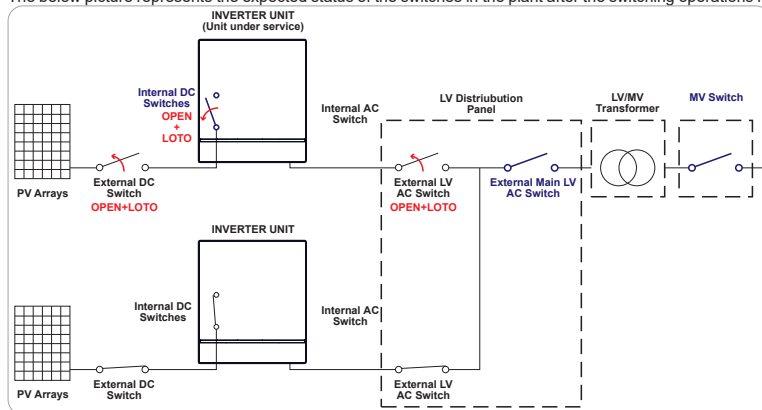 The below picture represents the expected status of the switches in the plant after the switching operations
INVERTER UNIT
(Unit under service)
Internal DC
Switches
OPEN
+
LOTO
Internal AC
Switch
LV Distriubution
Panel
LV/MV
Transformer
MV Switch
PV Arrays
External DC
Switch
OPEN+LOTO
External LV
AC Switch
OPEN+LOTO
External Main LV
AC Switch
INVERTER UNIT
Internal DC
Switches
Internal AC
Switch
PV Arrays
External DC
Switch
External LV
AC Switch